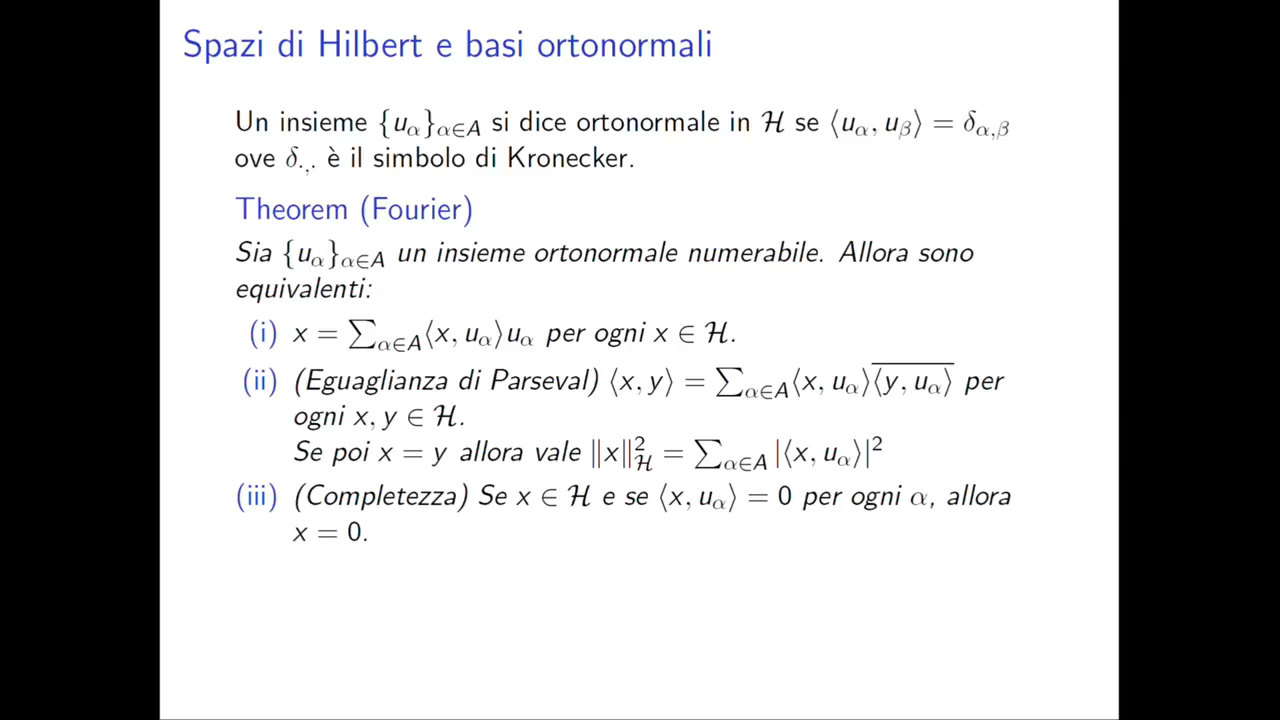 Spazi di Hilbert e basi ortonormali
Un insieme {u_α}_{α∈A} si dice ortonormale in ℋ se ⟨u_α, u_β⟩ = δ_{α,β}
ove δ_{·,·} è il simbolo di Kronecker.
Theorem (Fourier)
Sia {u_α}_{α∈A} un insieme ortonormale numerabile. Allora sono
equivalenti:
(i) x = ∑_{α∈A}⟨x, u_α⟩u_α per ogni x ∈ ℋ.
(ii) (Eguaglianza di Parseval) ⟨x, y⟩ = ∑_{α∈A}⟨x, u_α⟩\overline{⟨y, u_α⟩} per
ogni x, y ∈ ℋ.
Se poi x = y allora vale ‖x‖²_ℋ = ∑_{α∈A} |⟨x, u_α⟩|²
(iii) (Completezza) Se x ∈ ℋ e se ⟨x, u_α⟩ = 0 per ogni α, allora
x = 0.